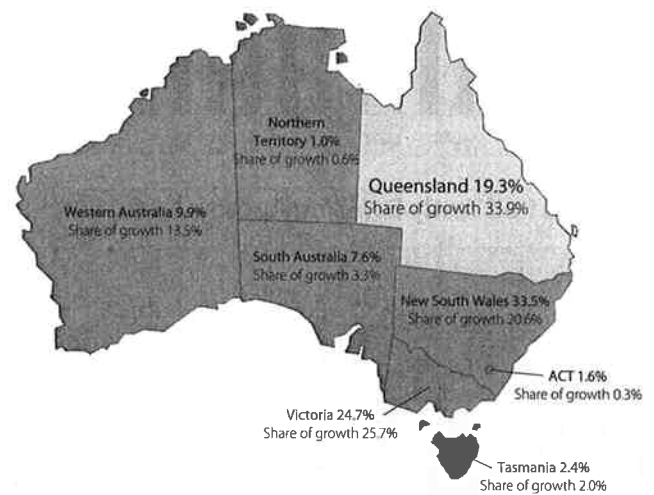 Northern
Territory 1.0%
Share of growth 0.6%
Queensland 19.3%
Share of growth 33.9%
Western Australia 9.9%
Share of growth 13.5%
South Australia 7.6%
Share of growth 3.3%
New South Wales 33.5%
Share of growth 20.6%
ACT 1.6%
Share of growth 0.3%
Victoria 24.7%
Share of growth 25.7%
Tasmania 2.4%
Share of growth 2.0%